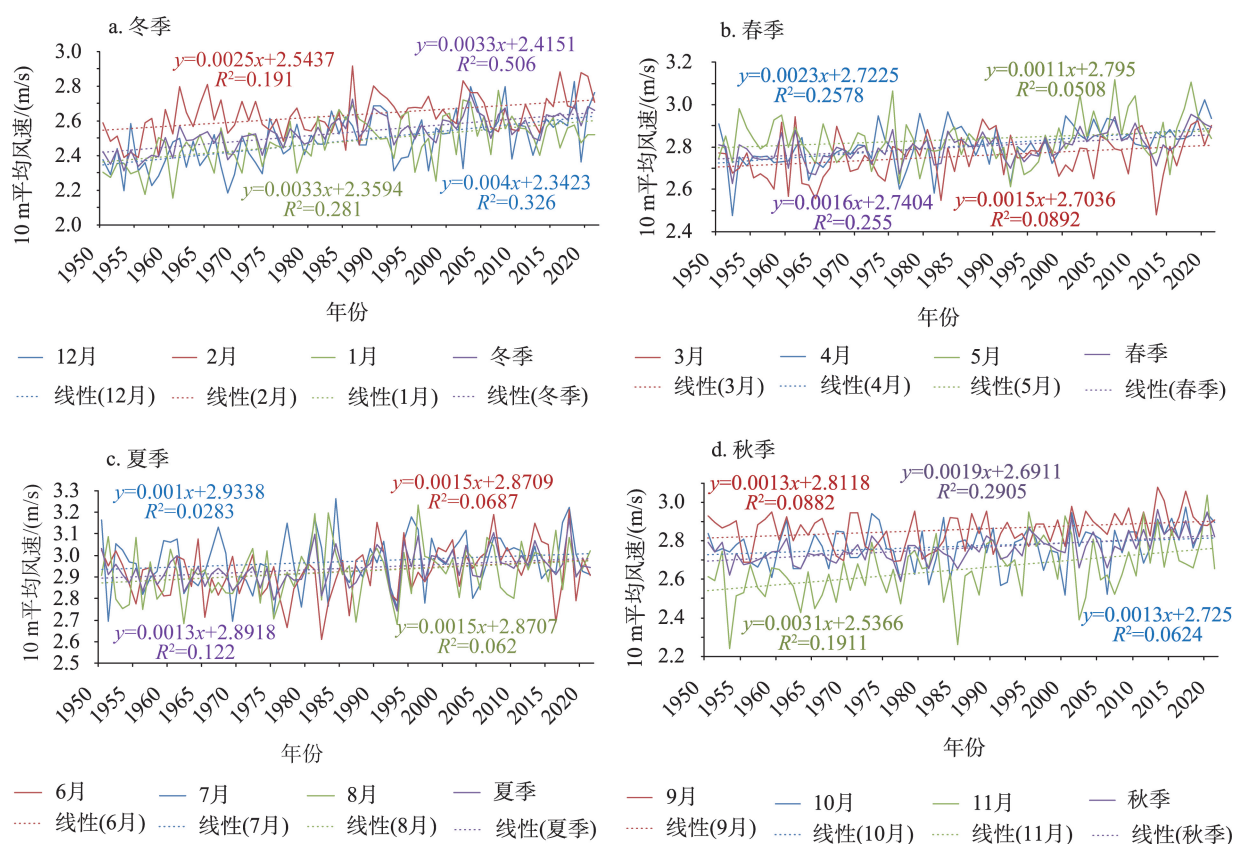 a. 冬季
10 m平均风速/(m/s)
3.0
2.8
2.6
2.4
2.2
2.0
y=0.0025x+2.5437
R²=0.191
y=0.0033x+2.4151
R²=0.506
y=0.0033x+2.3594
R²=0.281
y=0.004x+2.3423
R²=0.326
1950 1955 1960 1965 1970 1975 1980 1985 1990 1995 2000 2005 2010 2015 2020
年份
12月 2月 1月 冬季
线性(12月) 线性(2月) 线性(1月) 线性(冬季)
b. 春季
10 m平均风速/(m/s)
3.2
3.0
2.8
2.6
2.4
y=0.0023x+2.7225
R²=0.2578
y=0.0011x+2.795
R²=0.0508
y=0.0016x+2.7404
R²=0.255
y=0.0015x+2.7036
R²=0.0892
1950 1955 1960 1965 1970 1975 1980 1985 1990 1995 2000 2005 2010 2015 2020
年份
3月 4月 5月 春季
线性(3月) 线性(4月) 线性(5月) 线性(春季)
c. 夏季
10 m平均风速/(m/s)
3.3
3.2
3.1
3.0
2.9
2.8
2.7
2.6
2.5
y=0.001x+2.9338
R²=0.0283
y=0.0015x+2.8709
R²=0.0687
y=0.0013x+2.8918
R²=0.122
y=0.0015x+2.8707
R²=0.062
1950 1955 1960 1965 1970 1975 1980 1985 1990 1995 2000 2005 2010 2015 2020
年份
6月 7月 8月 夏季
线性(6月) 线性(7月) 线性(8月) 线性(夏季)
d. 秋季
10 m平均风速/(m/s)
3.0
2.8
2.6
2.4
2.2
y=0.0013x+2.8118
R²=0.0882
y=0.0019x+2.6911
R²=0.2905
y=0.0031x+2.5366
R²=0.1911
y=0.0013x+2.725
R²=0.0624
1950 1955 1960 1965 1970 1975 1980 1985 1990 1995 2000 2005 2010 2015 2020
年份
9月 10月 11月 秋季
线性(9月) 线性(10月) 线性(11月) 线性(秋季)